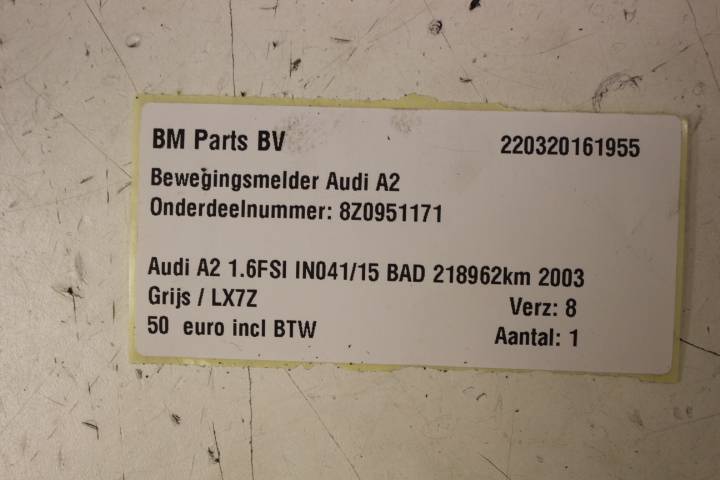 BM Parts BV 220320161955
Bewegingsmelder Audi A2
Onderdeelnummer: 8Z0951171
Audi A2 1.6FSI IN041/15 BAD 218962km 2003
Grijs / LX7Z Verz: 8
50 euro incl BTW Aantal: 1